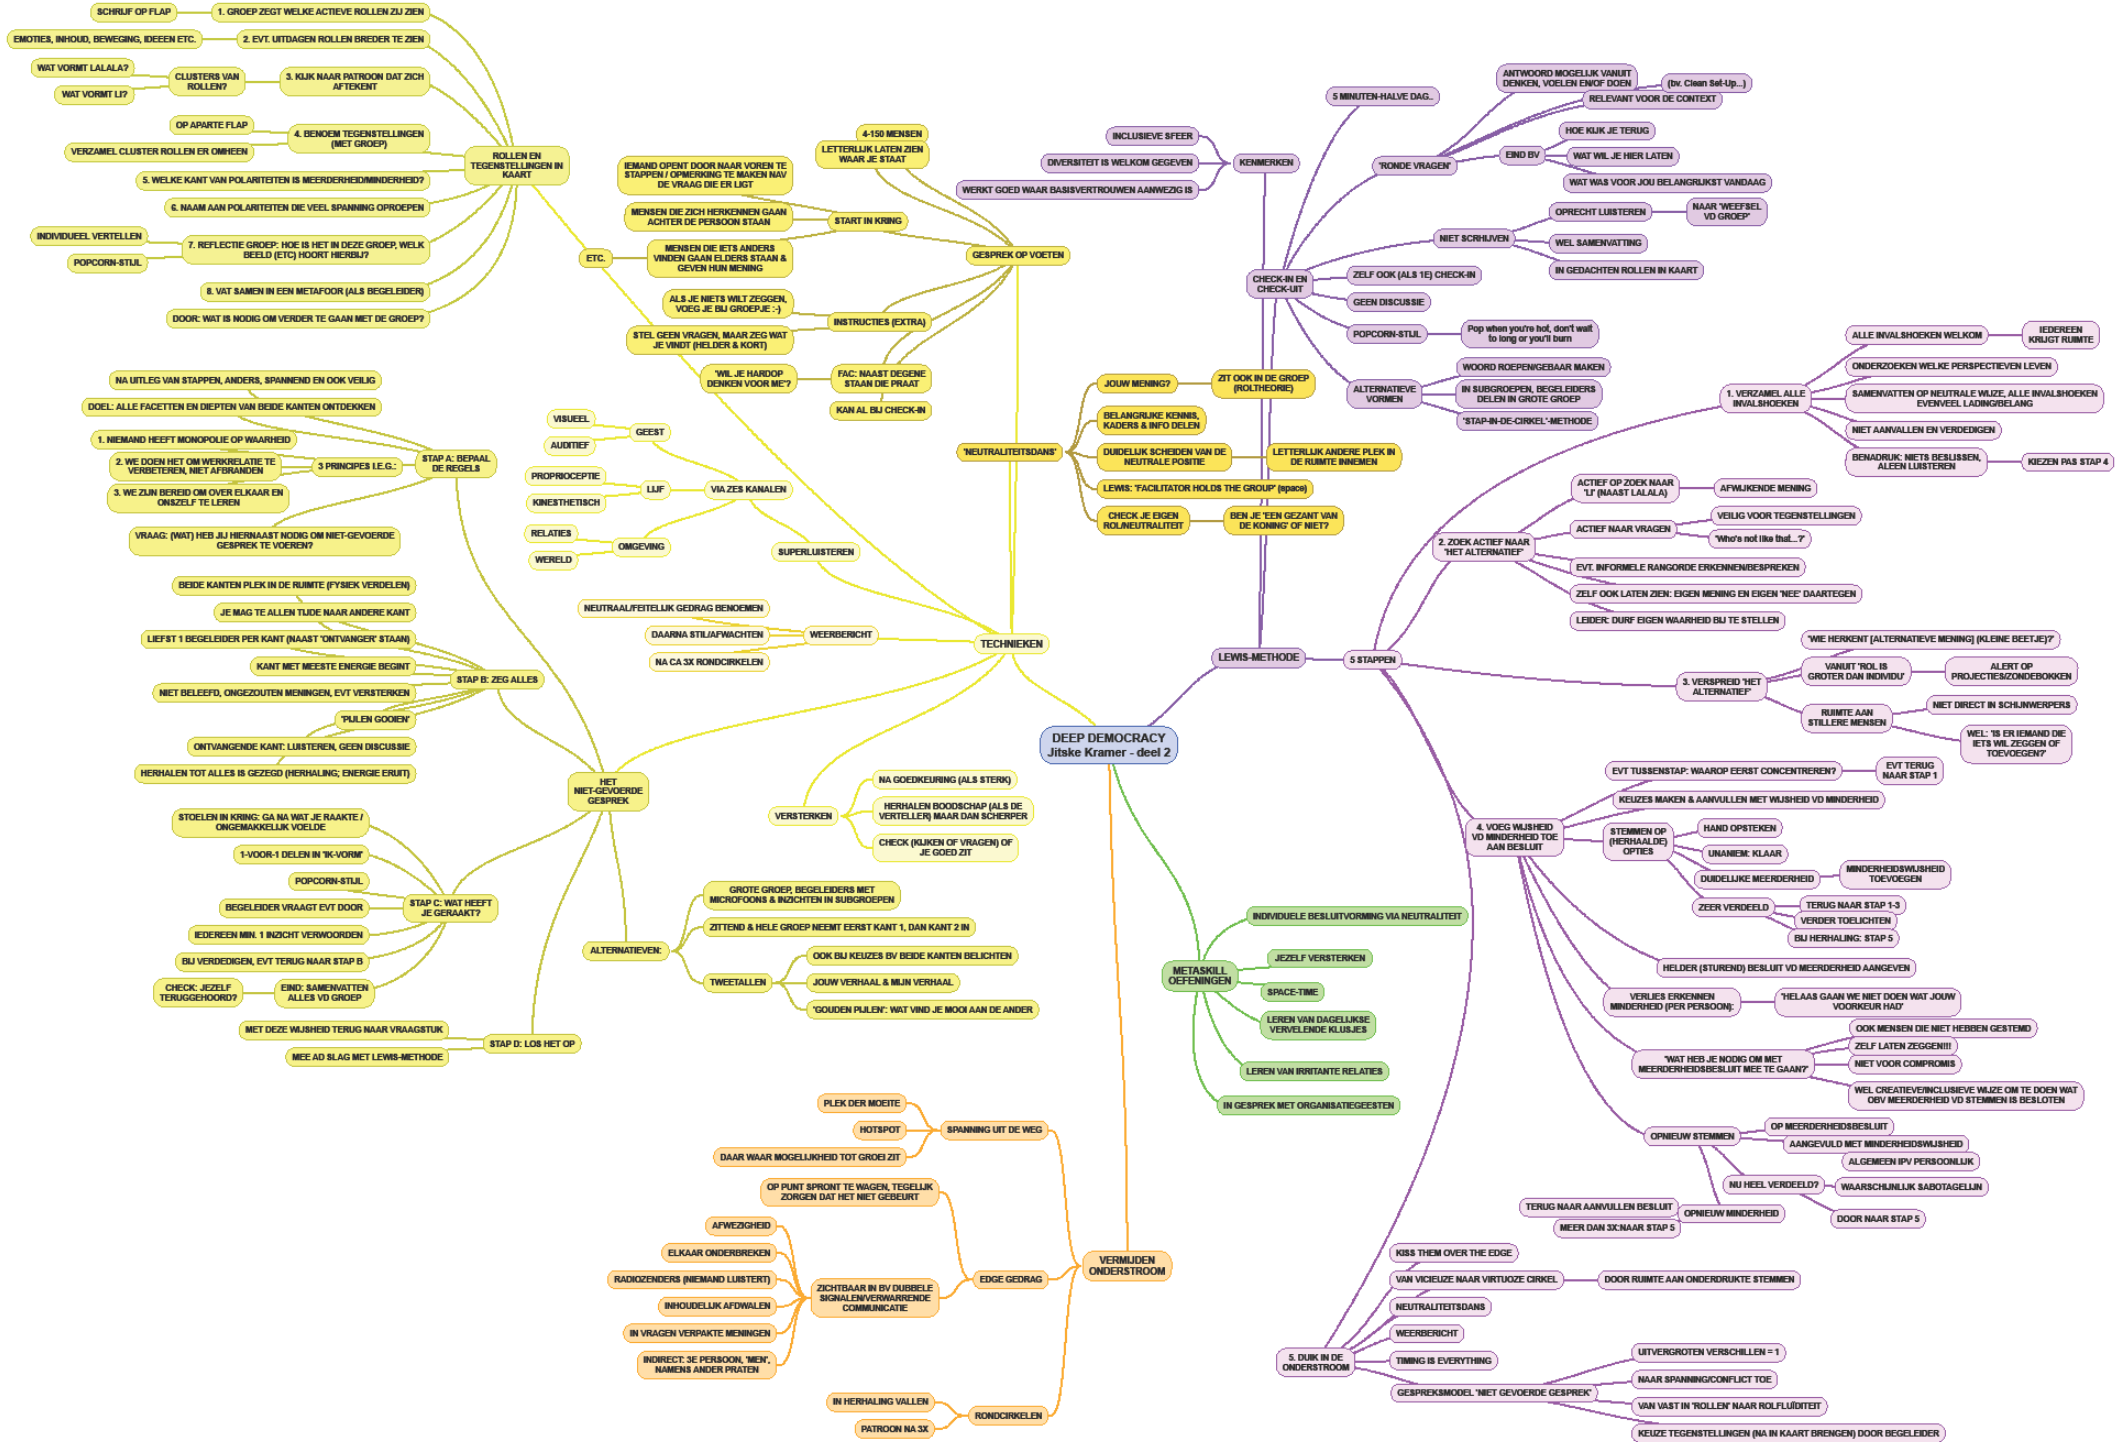 DEEP DEMOCRACY
Jitske Kramer - deel 2
LEWIS-METHODE
KENMERKEN
INCLUSIEVE SFEER
DIVERSITEIT IS WELKOM GEGEVEN
WERKT GOED WAAR BASISVERTROUWEN AANWEZIG IS
CHECK-IN EN
CHECK-UIT
5 MINUTEN-HALVE DAG..
'RONDE VRAGEN'
ANTWOORD MOGELIJK VANUIT
DENKEN, VOELEN EN/OF DOEN
(bv. Clean Set-Up...)
RELEVANT VOOR DE CONTEXT
EIND BV
HOE KIJK JE TERUG
WAT WIL JE HIER LATEN
WAT WAS VOOR JOU BELANGRIJKST VANDAAG
NIET SCRHIJVEN
OPRECHT LUISTEREN
NAAR 'WEEFSEL
VD GROEP'
WEL SAMENVATTING
IN GEDACHTEN ROLLEN IN KAART
ZELF OOK (ALS 1E) CHECK-IN
GEEN DISCUSSIE
POPCORN-STIJL
Pop when you're hot, don't wait
to long or you'll burn
ALTERNATIEVE
VORMEN
WOORD ROEPEN/GEBAAR MAKEN
IN SUBGROEPEN, BEGELEIDERS
DELEN IN GROTE GROEP
'STAP-IN-DE-CIRKEL'-METHODE
5 STAPPEN
1. VERZAMEL ALLE
INVALSHOEKEN
ALLE INVALSHOEKEN WELKOM
IEDEREEN
KRIJGT RUIMTE
ONDERZOEKEN WELKE PERSPECTIEVEN LEVEN
SAMENVATTEN OP NEUTRALE WIJZE, ALLE INVALSHOEKEN
EVENVEEL LADING/BELANG
NIET AANVALLEN EN VERDEDIGEN
BENADRUK: NIETS BESLISSEN,
ALEEN LUISTEREN
KIEZEN PAS STAP 4
2. ZOEK ACTIEF NAAR
'HET ALTERNATIEF'
ACTIEF OP ZOEK NAAR
'LI' (NAAST LALALA)
AFWIJKENDE MENING
ACTIEF NAAR VRAGEN
VEILIG VOOR TEGENSTELLINGEN
'Who's not like that...?'
EVT. INFORMELE RANGORDE ERKENNEN/BESPREKEN
ZELF OOK LATEN ZIEN: EIGEN MENING EN EIGEN 'NEE' DAARTEGEN
LEIDER: DURF EIGEN WAARHEID BIJ TE STELLEN
3. VERSPREID 'HET
ALTERNATIEF'
'WIE HERKENT [ALTERNATIEVE MENING] (KLEINE BEETJE)?'
VANUIT 'ROL IS
GROTER DAN INDIVIDU'
ALERT OP
PROJECTIES/ZONDEBOKKEN
RUIMTE AAN
STILLERE MENSEN
NIET DIRECT IN SCHIJNWERPERS
WEL: 'IS ER IEMAND DIE
IETS WIL ZEGGEN OF
TOEVOEGEN?'
4. VOEG WIJSHEID
VD MINDERHEID TOE
AAN BESLUIT
EVT TUSSENSTAP: WAAROP EERST CONCENTREREN?
EVT TERUG
NAAR STAP 1
KEUZES MAKEN & AANVULLEN MET WIJSHEID VD MINDERHEID
STEMMEN OP
(HERHAALDE)
OPTIES
HAND OPSTEKEN
UNANIEM: KLAAR
DUIDELIJKE MEERDERHEID
MINDERHEIDSWIJSHEID
TOEVOEGEN
ZEER VERDEELD
TERUG NAAR STAP 1-3
VERDER TOELICHTEN
BIJ HERHALING: STAP 5
HELDER (STUREND) BESLUIT VD MEERDERHEID AANGEVEN
VERLIES ERKENNEN
MINDERHEID (PER PERSOON):
'HELAAS GAAN WE NIET DOEN WAT JOUW
VOORKEUR HAD'
'WAT HEB JE NODIG OM MET
MEERDERHEIDSBESLUIT MEE TE GAAN?'
OOK MENSEN DIE NIET HEBBEN GESTEMD
ZELF LATEN ZEGGEN!!!!
NIET VOOR COMPROMIS
WEL CREATIEVE/INCLUSIEVE WIJZE OM TE DOEN WAT
OBV MEERDERHEID VD STEMMEN IS BESLOTEN
OPNIEUW STEMMEN
OP MEERDERHEIDSBESLUIT
AANGEVULD MET MINDERHEIDSWIJSHEID
ALGEMEEN IPV PERSOONLIJK
NU HEEL VERDEELD?
WAARSCHIJNLIJK SABOTAGELIJN
DOOR NAAR STAP 5
OPNIEUW MINDERHEID
TERUG NAAR AANVULLEN BESLUIT
MEER DAN 3X:NAAR STAP 5
5. DUIK IN DE
ONDERSTROOM
KISS THEM OVER THE EDGE
VAN VICIEUZE NAAR VIRTUOZE CIRKEL
DOOR RUIMTE AAN ONDERDRUKTE STEMMEN
NEUTRALITEITSDANS
WEERBERICHT
TIMING IS EVERYTHING
GESPREKSMODEL 'NIET GEVOERDE GESPREK'
UITVERGROTEN VERSCHILLEN = 1
NAAR SPANNING/CONFLICT TOE
VAN VAST IN 'ROLLEN' NAAR ROLFLUÏDITEIT
KEUZE TEGENSTELLINGEN (NA IN KAART BRENGEN) DOOR BEGELEIDER
METASKILL
OEFENINGEN
INDIVIDUELE BESLUITVORMING VIA NEUTRALITEIT
JEZELF VERSTERKEN
SPACE-TIME
LEREN VAN DAGELIJKSE
VERVELENDE KLUSJES
LEREN VAN IRRITANTE RELATIES
IN GESPREK MET ORGANISATIEGEESTEN
VERMIJDEN
ONDERSTROOM
SPANNING UIT DE WEG
PLEK DER MOEITE
HOTSPOT
DAAR WAAR MOGELIJKHEID TOT GROEI ZIT
EDGE GEDRAG
OP PUNT SPRONT TE WAGEN, TEGELIJK
ZORGEN DAT HET NIET GEBEURT
ZICHTBAAR IN BV DUBBELE
SIGNALEN/VERWARRENDE
COMMUNICATIE
AFWEZIGHEID
ELKAAR ONDERBREKEN
RADIOZENDERS (NIEMAND LUISTERT)
INHOUDELIJK AFDWALEN
IN VRAGEN VERPAKTE MENINGEN
INDIRECT: 3E PERSOON, 'MEN',
NAMENS ANDER PRATEN
RONDCIRKELEN
IN HERHALING VALLEN
PATROON NA 3X
TECHNIEKEN
'NEUTRALITEITSDANS'
JOUW MENING?
ZIT OOK IN DE GROEP
(ROLTHEORIE)
BELANGRIJKE KENNIS,
KADERS & INFO DELEN
DUIDELIJK SCHEIDEN VAN DE
NEUTRALE POSITIE
LETTERLIJK ANDERE PLEK IN
DE RUIMTE INNEMEN
LEWIS: 'FACILITATOR HOLDS THE GROUP' (space)
CHECK JE EIGEN
ROL/NEUTRALITEIT
BEN JE 'EEN GEZANT VAN
DE KONING' OF NIET?
GESPREK OP VOETEN
4-150 MENSEN
LETTERLIJK LATEN ZIEN
WAAR JE STAAT
START IN KRING
IEMAND OPENT DOOR NAAR VOREN TE
STAPPEN / OPMERKING TE MAKEN NAV
DE VRAAG DIE ER LIGT
MENSEN DIE ZICH HERKENNEN GAAN
ACHTER DE PERSOON STAAN
MENSEN DIE IETS ANDERS
VINDEN GAAN ELDERS STAAN &
GEVEN HUN MENING
ETC.
INSTRUCTIES (EXTRA)
ALS JE NIETS WILT ZEGGEN,
VOEG JE BIJ GROEPJE :-)
STEL GEEN VRAGEN, MAAR ZEG WAT
JE VINDT (HELDER & KORT)
FAC: NAAST DEGENE
STAAN DIE PRAAT
'WIL JE HARDOP
DENKEN VOOR ME'?
KAN AL BIJ CHECK-IN
ROLLEN EN
TEGENSTELLINGEN IN
KAART
1. GROEP ZEGT WELKE ACTIEVE ROLLEN ZIJ ZIEN
SCHRIJF OP FLAP
2. EVT. UITDAGEN ROLLEN BREDER TE ZIEN
EMOTIES, INHOUD, BEWEGING, IDEEEN ETC.
3. KIJK NAAR PATROON DAT ZICH
AFTEKENT
CLUSTERS VAN
ROLLEN?
WAT VORMT LALALA?
WAT VORMT LI?
4. BENOEM TEGENSTELLINGEN
(MET GROEP)
OP APARTE FLAP
VERZAMEL CLUSTER ROLLEN ER OMHEEN
5. WELKE KANT VAN POLARITEITEN IS MEERDERHEID/MINDERHEID?
6. NAAM AAN POLARITEITEN DIE VEEL SPANNING OPROEPEN
7. REFLECTIE GROEP: HOE IS HET IN DEZE GROEP, WELK
BEELD (ETC) HOORT HIERBIJ?
INDIVIDUEEL VERTELLEN
POPCORN-STIJL
8. VAT SAMEN IN EEN METAFOOR (ALS BEGELEIDER)
DOOR: WAT IS NODIG OM VERDER TE GAAN MET DE GROEP?
SUPERLUISTEREN
VIA ZES KANALEN
GEEST
VISUEEL
AUDITIEF
LIJF
PROPRIOCEPTIE
KINESTHETISCH
OMGEVING
RELATIES
WERELD
WEERBERICHT
NEUTRAAL/FEITELIJK GEDRAG BENOEMEN
DAARNA STIL/AFWACHTEN
NA CA 3X RONDCIRKELEN
VERSTERKEN
NA GOEDKEURING (ALS STERK)
HERHALEN BOODSCHAP (ALS DE
VERTELLER) MAAR DAN SCHERPER
CHECK (KIJKEN OF VRAGEN) OF
JE GOED ZIT
HET
NIET-GEVOERDE
GESPREK
STAP A: BEPAAL
DE REGELS
NA UITLEG VAN STAPPEN, ANDERS, SPANNEND EN OOK VEILIG
DOEL: ALLE FACETTEN EN DIEPTEN VAN BEIDE KANTEN ONTDEKKEN
3 PRINCIPES I.E.G.:
1. NIEMAND HEEFT MONOPOLIE OP WAARHEID
2. WE DOEN HET OM WERKRELATIE TE
VERBETEREN, NIET AFBRANDEN
3. WE ZIJN BEREID OM OVER ELKAAR EN
ONSZELF TE LEREN
VRAAG: (WAT) HEB JIJ HIERNAAST NODIG OM NIET-GEVOERDE
GESPREK TE VOEREN?
STAP B: ZEG ALLES
BEIDE KANTEN PLEK IN DE RUIMTE (FYSIEK VERDELEN)
JE MAG TE ALLEN TIJDE NAAR ANDERE KANT
LIEFST 1 BEGELEIDER PER KANT (NAAST 'ONTVANGER' STAAN)
KANT MET MEESTE ENERGIE BEGINT
NIET BELEEFD, ONGEZOUTEN MENINGEN, EVT VERSTERKEN
'PIJLEN GOOIEN'
ONTVANGENDE KANT: LUISTEREN, GEEN DISCUSSIE
HERHALEN TOT ALLES IS GEZEGD (HERHALING; ENERGIE ERUIT)
STAP C: WAT HEEFT
JE GERAAKT?
STOELEN IN KRING: GA NA WAT JE RAAKTE /
ONGEMAKKELIJK VOELDE
1-VOOR-1 DELEN IN 'IK-VORM'
POPCORN-STIJL
BEGELEIDER VRAAGT EVT DOOR
IEDEREEN MIN. 1 INZICHT VERWOORDEN
BIJ VERDEDIGEN, EVT TERUG NAAR STAP B
EIND: SAMENVATTEN
ALLES VD GROEP
CHECK: JEZELF
TERUGGEHOORD?
STAP D: LOS HET OP
MET DEZE WIJSHEID TERUG NAAR VRAAGSTUK
MEE AD SLAG MET LEWIS-METHODE
ALTERNATIEVEN:
GROTE GROEP, BEGELEIDERS MET
MICROFOONS & INZICHTEN IN SUBGROEPEN
ZITTEND & HELE GROEP NEEMT EERST KANT 1, DAN KANT 2 IN
TWEETALLEN
OOK BIJ KEUZES BV BEIDE KANTEN BELICHTEN
JOUW VERHAAL & MIJN VERHAAL
'GOUDEN PIJLEN': WAT VIND JE MOOI AAN DE ANDER